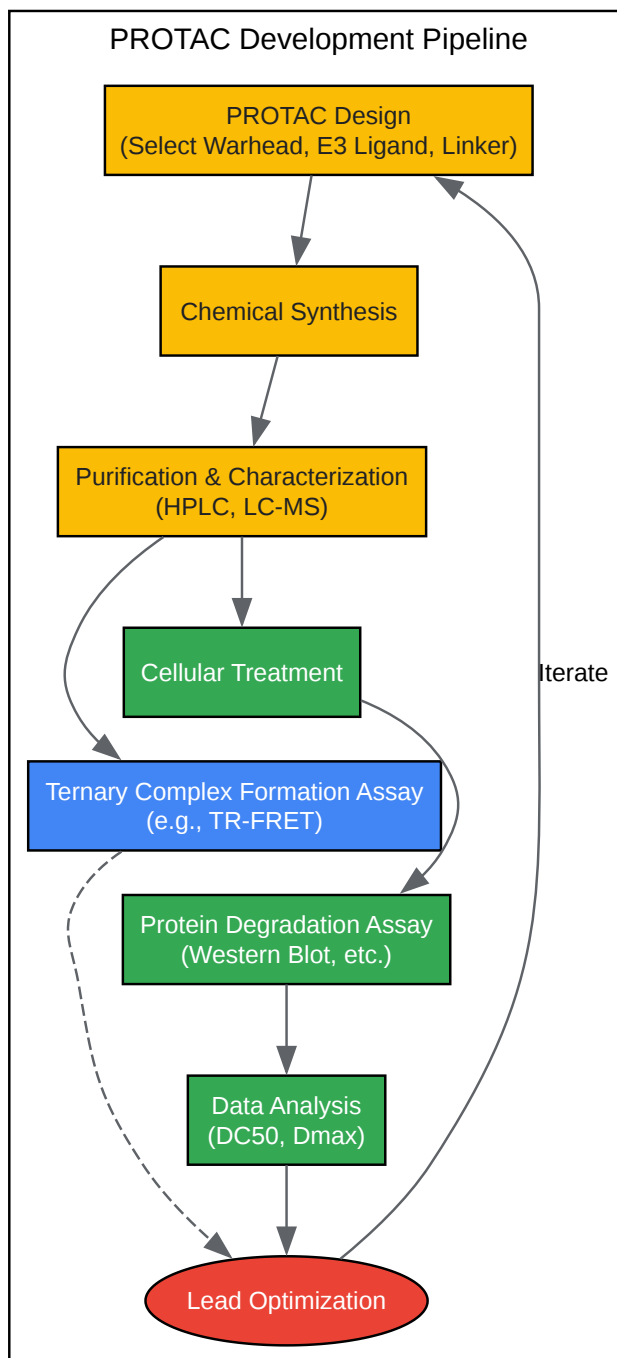 PROTAC Development Pipeline
PROTAC Design
(Select Warhead, E3 Ligand, Linker)
Chemical Synthesis
Purification & Characterization
(HPLC, LC-MS)
Cellular Treatment
Iterate
Ternary Complex Formation Assay
(e.g., TR-FRET)
Protein Degradation Assay
(Western Blot, etc.)
Data Analysis
(DC50, Dmax)
Lead Optimization